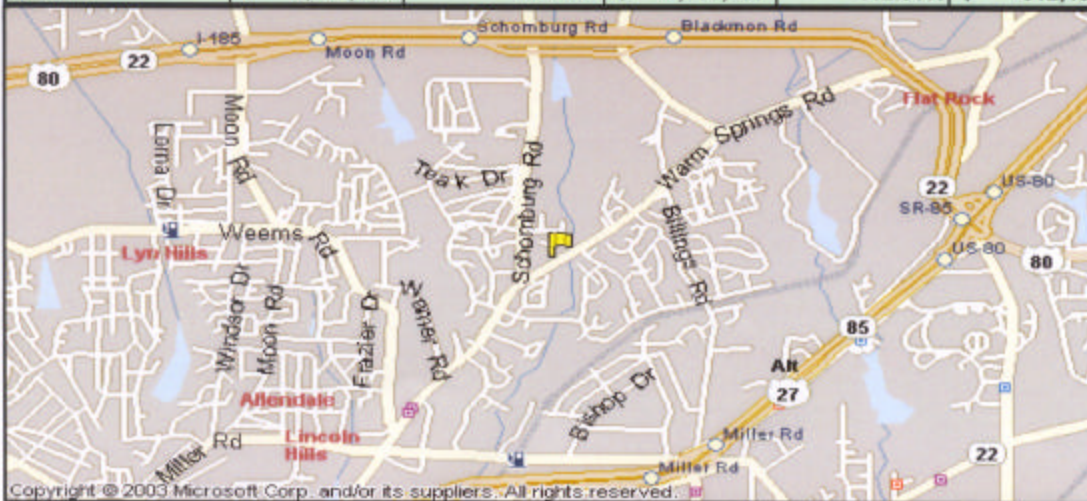 Schomburg Rd
Blackmon Rd
I-185
Moon Rd
22
80
Flat Rock
Moon Rd
Lorna Dr
Teak Dr
Schomburg Rd
Warm Springs Rd
22
US-80
SR-85
Weems Rd
Billings Rd
Lyn Hills
US-80
80
Windsor Dr
Moon Rd
Frazier Dr
Warner Rd
85
Alt
27
Allendale
Bishop Dr
Lincoln
Hills
Miller Rd
Miller Rd
22
Miller Rd
Copyright © 2003 Microsoft Corp. and/or its suppliers. All rights reserved.